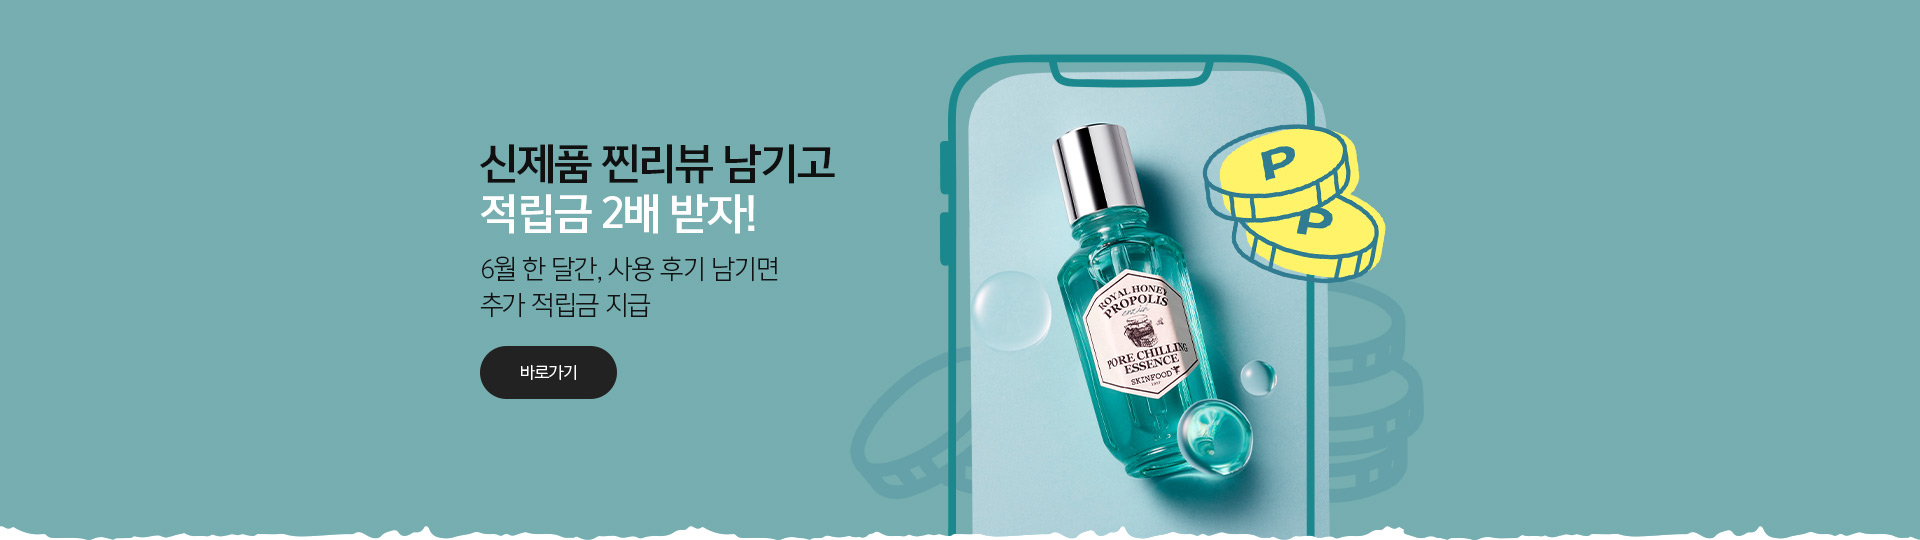 신제품 찐리뷰 남기고
적립금 2배 받자!
6월 한 달간, 사용 후기 남기면
추가 적립금 지급
바로가기
ROYAL HONEY
PROPOLIS
PORE CHILLING
ESSENCE
SKINFOOD
P
P